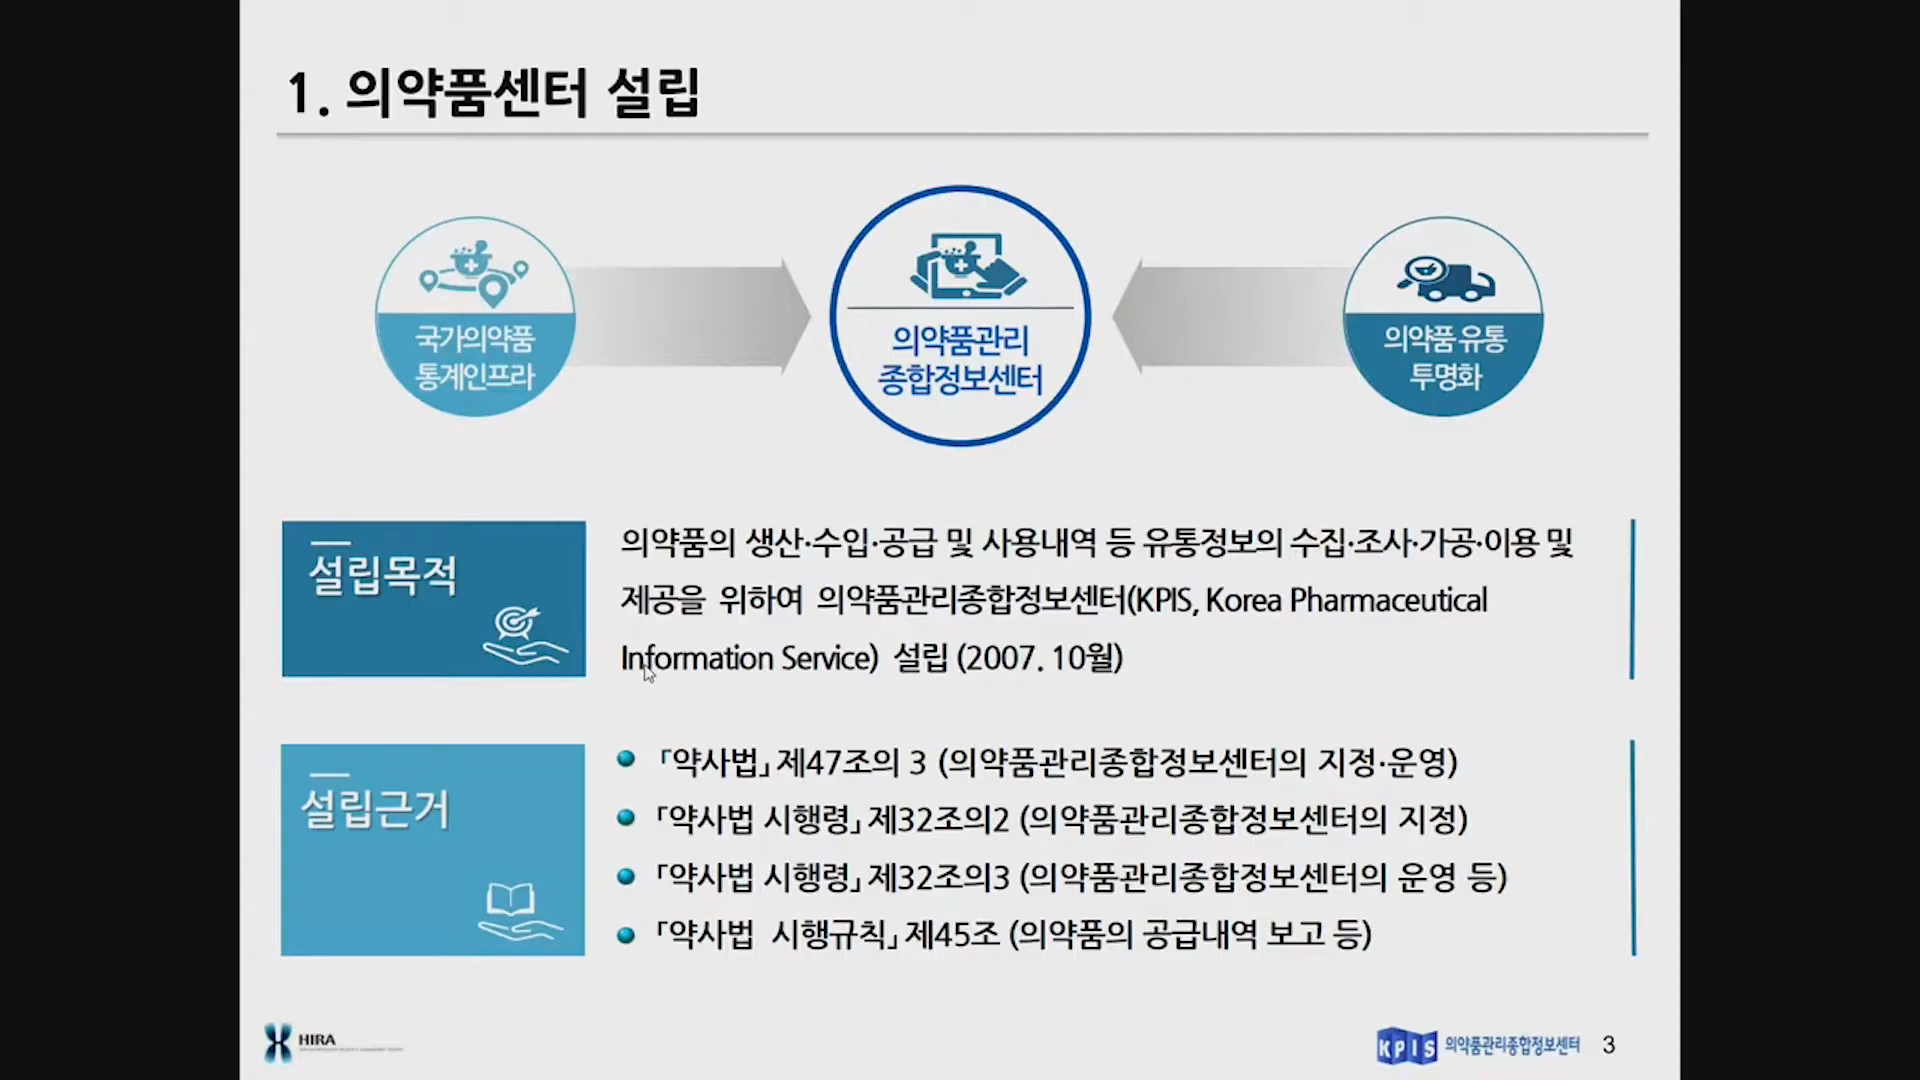 1. 의약품센터 설립
국가의약품
통계인프라
의약품관리
종합정보센터
의약품 유통
투명화
설립목적
의약품의 생산·수입·공급 및 사용내역 등 유통정보의 수집·조사·가공·이용 및
제공을 위하여 의약품관리종합정보센터(KPIS, Korea Pharmaceutical
Information Service) 설립 (2007. 10월)
설립근거
「약사법」 제47조의 3 (의약품관리종합정보센터의 지정·운영)
「약사법 시행령」 제32조의2 (의약품관리종합정보센터의 지정)
「약사법 시행령」 제32조의3 (의약품관리종합정보센터의 운영 등)
「약사법 시행규칙」 제45조 (의약품의 공급내역 보고 등)
HIRA
KPIS 의약품관리종합정보센터 3